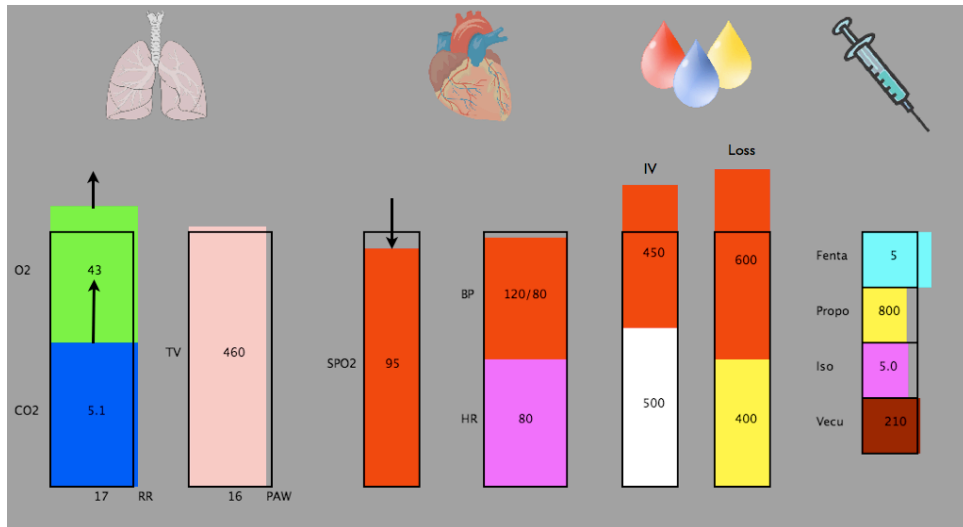 Loss
IV
O2
43
CO2
5.1
17
RR
TV
460
16
PAW
SPO2
95
BP
120/80
HR
80
450
500
600
400
Fenta
5
Propo
800
Iso
5.0
Vecu
210